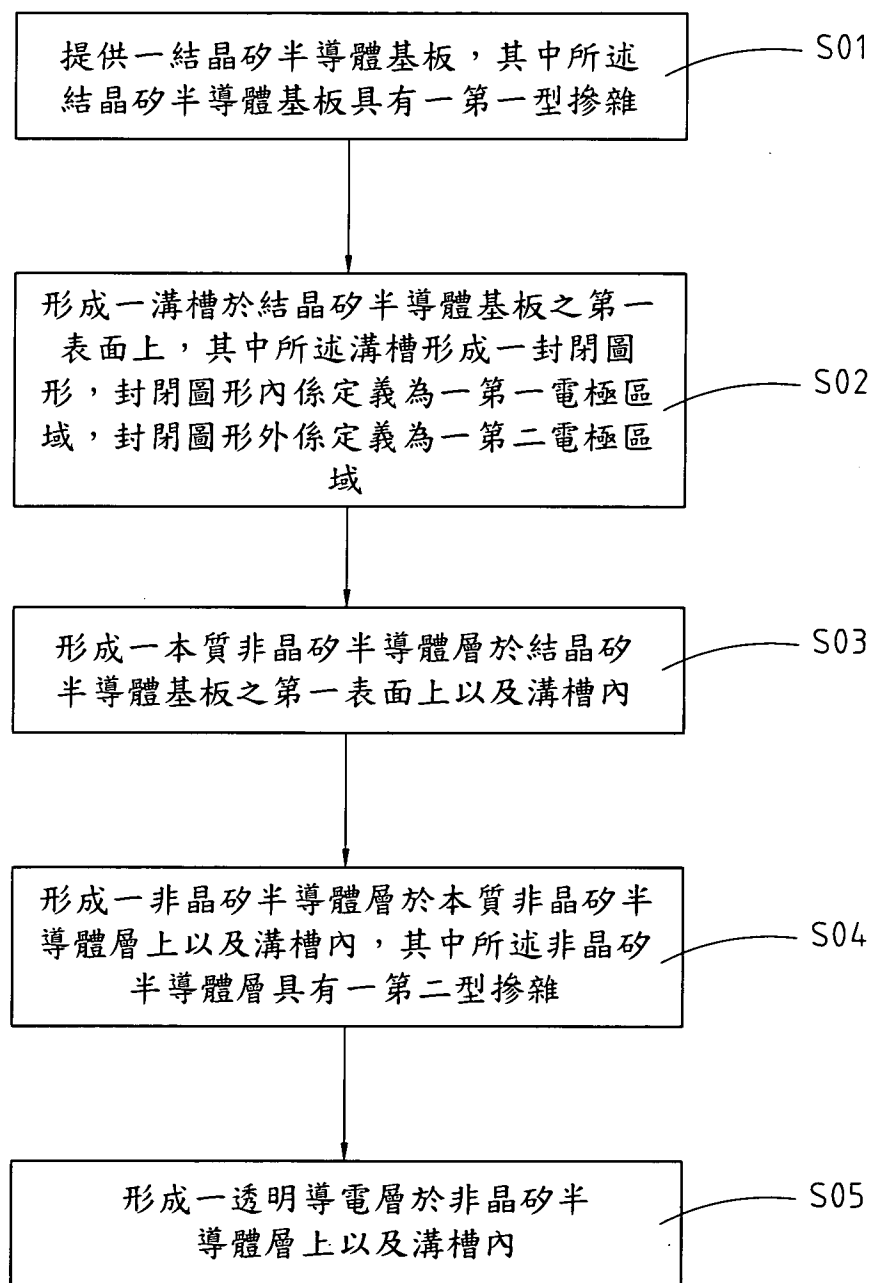 提供一結晶矽半導體基板，其中所述
結晶矽半導體基板具有一第一型摻雜
S01
形成一溝槽於結晶矽半導體基板之第一
表面上，其中所述溝槽形成一封閉圖
形，封閉圖形內係定義為一第一電極區
域，封閉圖形外係定義為一第二電極區
域
S02
形成一本質非晶矽半導體層於結晶矽
半導體基板之第一表面上以及溝槽內
S03
形成一非晶矽半導體層於本質非晶矽半
導體層上以及溝槽內，其中所述非晶矽
半導體層具有一第二型摻雜
S04
形成一透明導電層於非晶矽半
導體層上以及溝槽內
S05